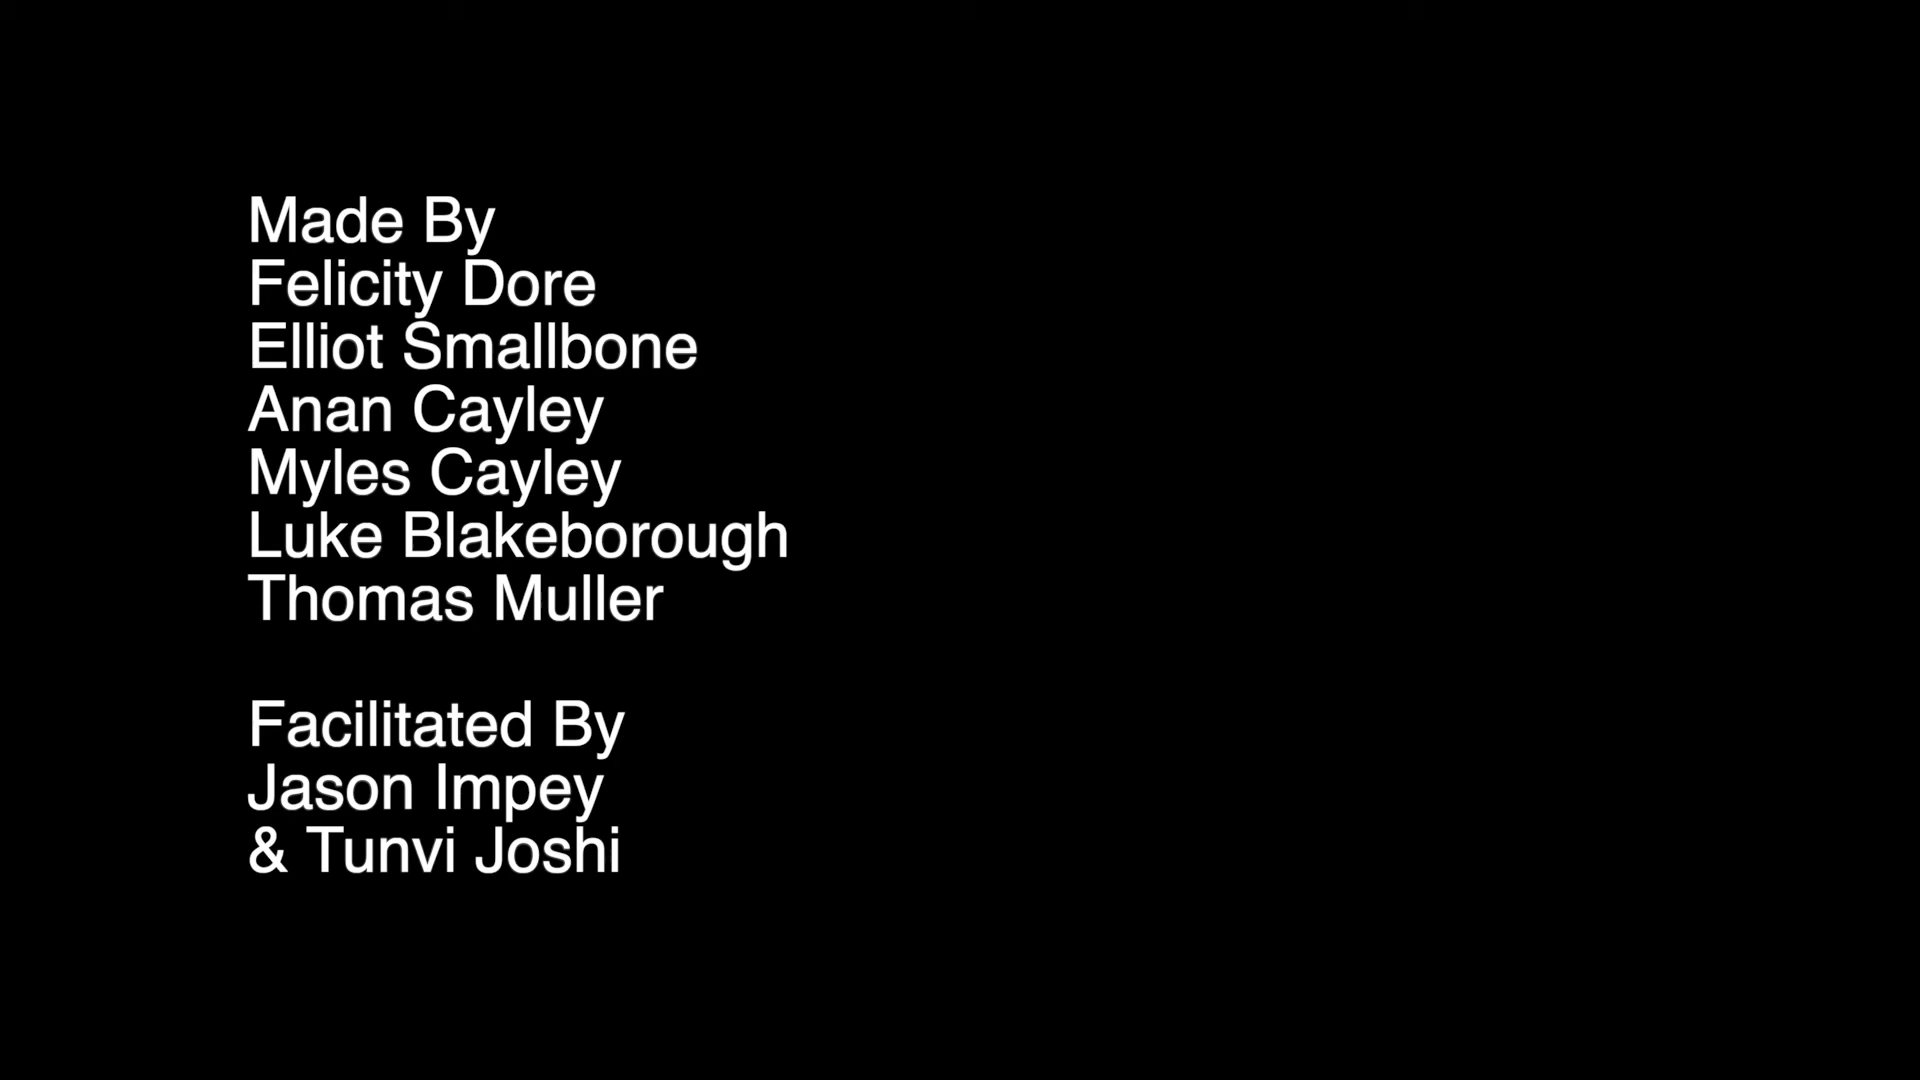 Made By
Felicity Dore
Elliot Smallbone
Anan Cayley
Myles Cayley
Luke Blakeborough
Thomas Muller
Facilitated By
Jason Impey
& Tunvi Joshi